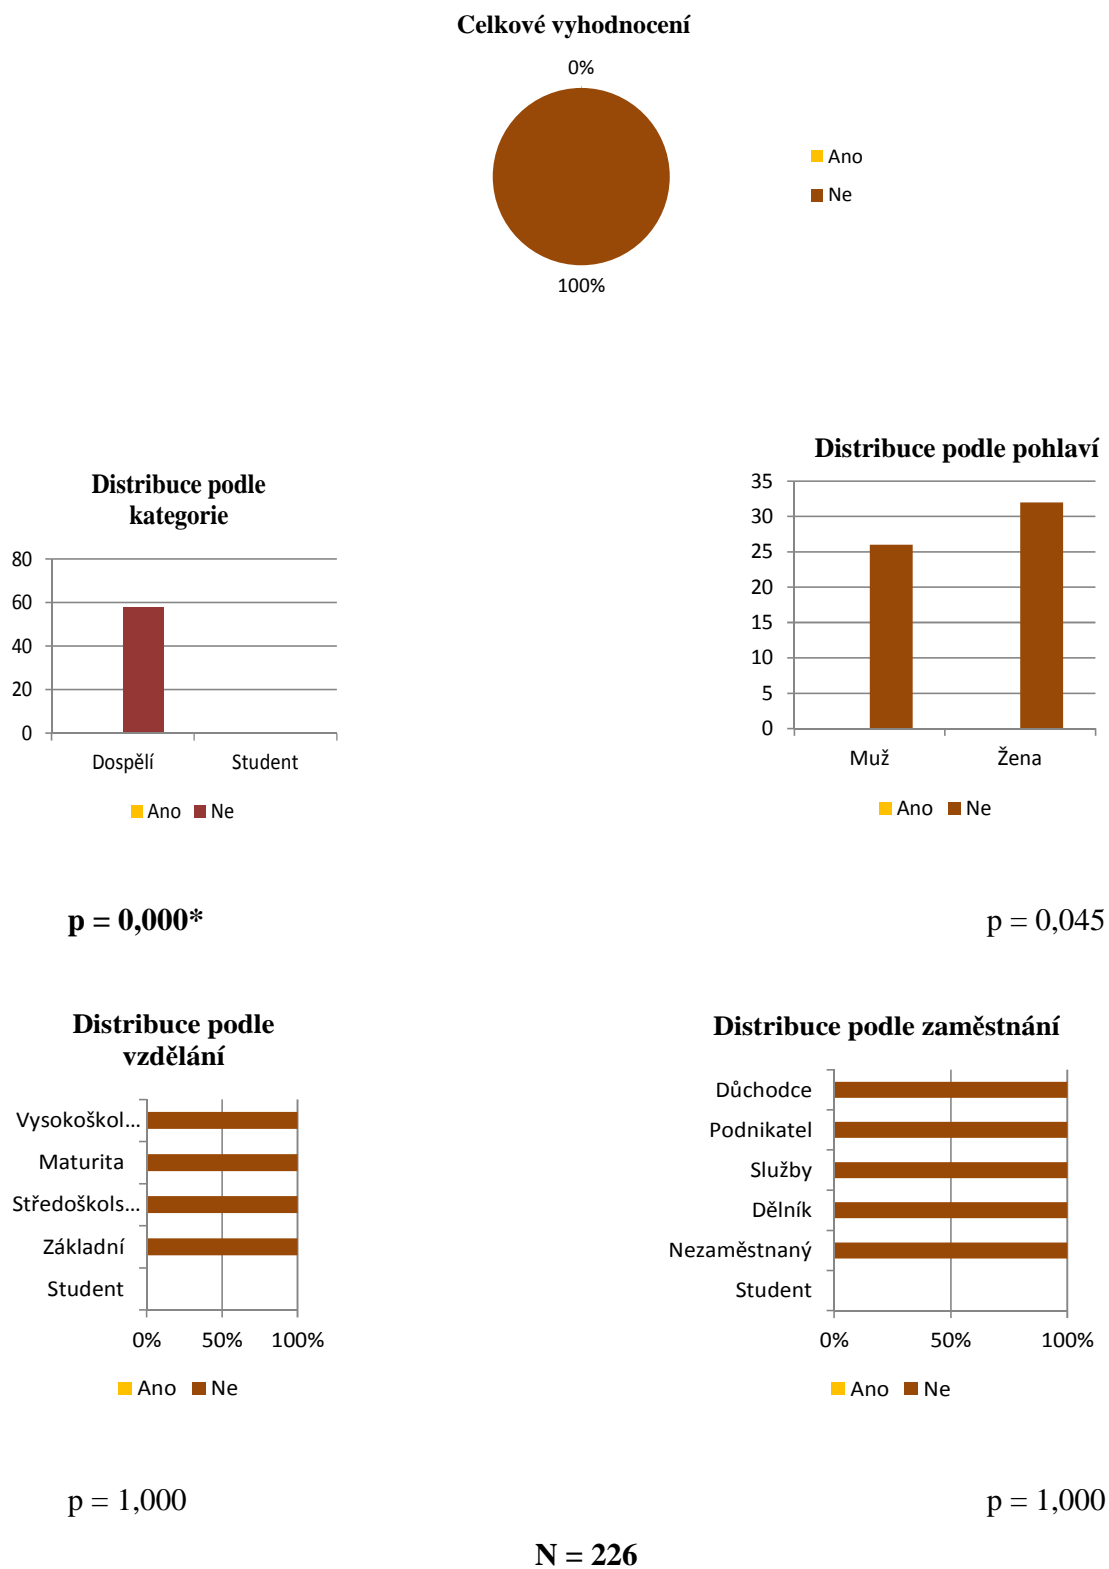 Celkové vyhodnocení
0%
100%
Ano
Ne
Distribuce podle
kategorie
80
60
40
20
0
Dospělí Student
Ano Ne
p = 0,000*
Distribuce podle pohlaví
35
30
25
20
15
10
5
0
Muž Žena
Ano Ne
p = 0,045
Distribuce podle
vzdělání
Vysokoškol...
Maturita
Středoškols...
Základní
Student
0% 50% 100%
Ano Ne
p = 1,000
Distribuce podle zaměstnání
Důchodce
Podnikatel
Služby
Dělník
Nezaměstnaný
Student
0% 50% 100%
Ano Ne
p = 1,000
N = 226